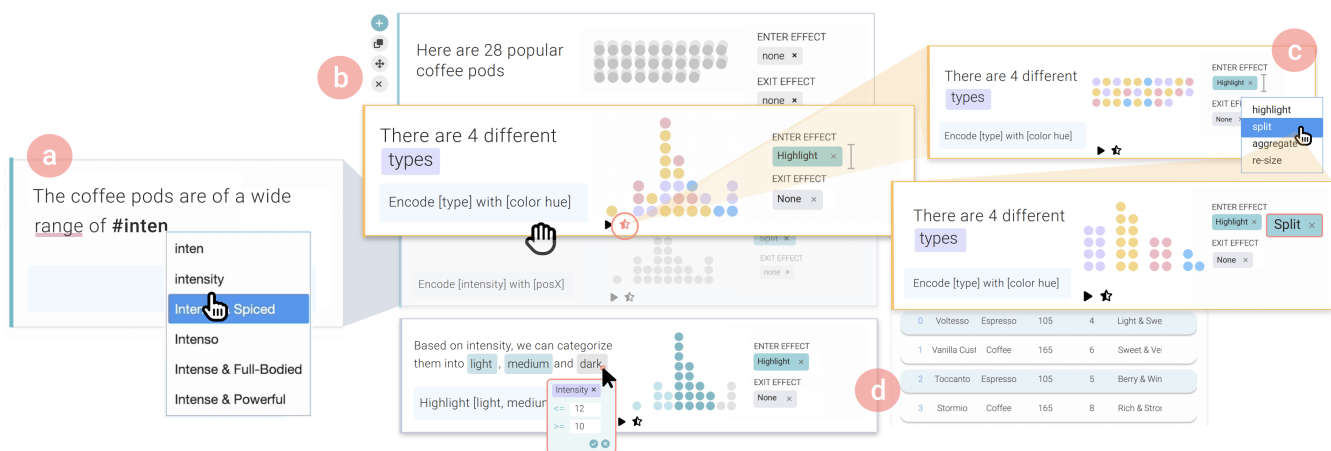 a
The coffee pods are of a wide
range of #inten
inten
intensity
Spiced
Intenso
Intense & Full-Bodied
Intense & Powerful
b
Here are 28 popular
coffee pods
ENTER EFFECT
none ×
EXIT EFFECT
none ×
There are 4 different
types
Encode [type] with [color hue]
ENTER EFFECT
Highlight ×
EXIT EFFECT
None ×
Encode [intensity] with [posX]
Split ×
EXIT EFFECT
none ×
Based on intensity, we can categorize
them into light , medium and dark
Highlight [light, medium
Intensity ×
<= 12
>= 10
ENTER EFFECT
Highlight ×
EXIT EFFECT
None ×
c
There are 4 different
types
Encode [type] with [color hue]
ENTER EFFECT
Highlight ×
EXIT EFF
None ×
highlight
split
aggregate
re-size
There are 4 different
types
Encode [type] with [color hue]
ENTER EFFECT
Highlight × Split ×
EXIT EFFECT
None ×
d
0 Voltesso Espresso 105 4 Light & Swe
1 Vanilla Cust Coffee 165 6 Sweet & Vel
2 Toccanto Espresso 105 5 Berry & Win
3 Stormio Coffee 165 8 Rich & Stror